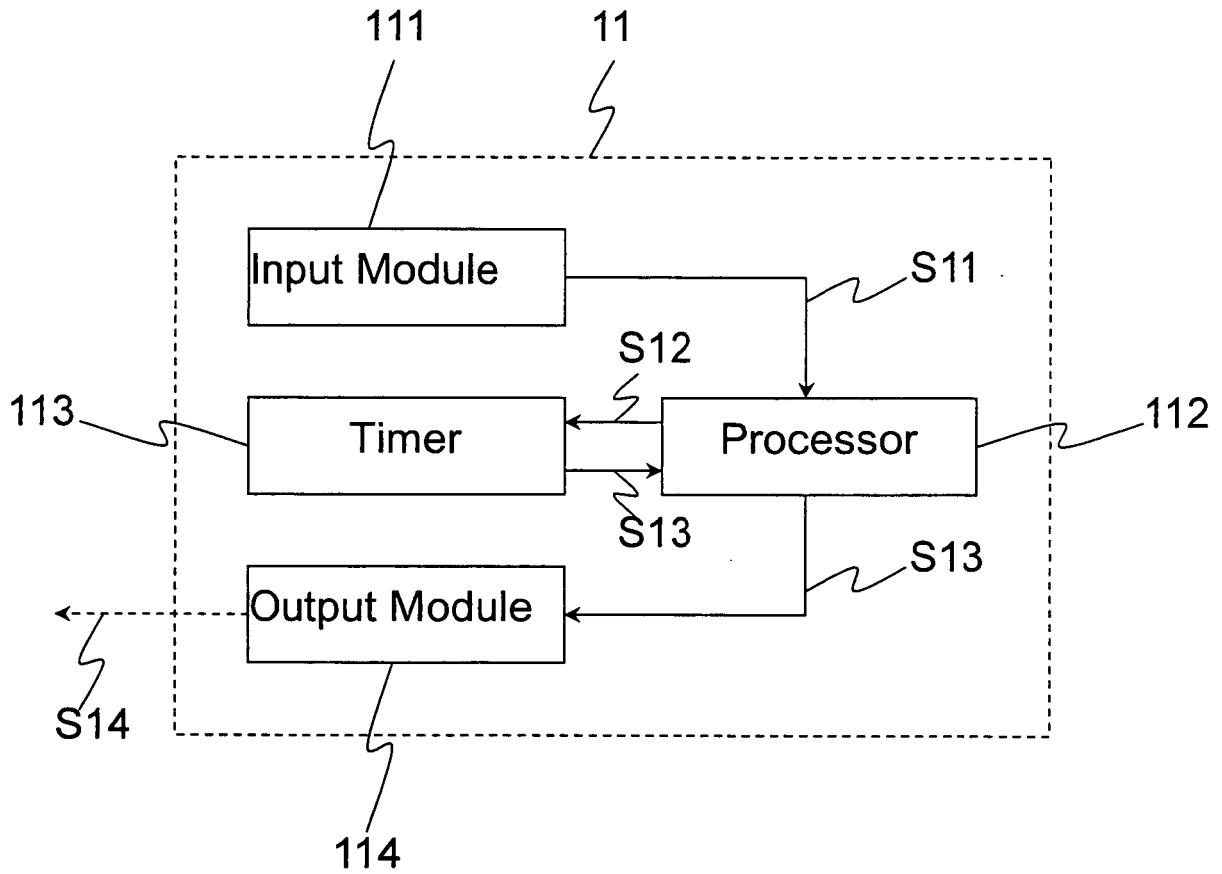 111
11
Input Module
S11
S12
113
Timer
Processor
112
S13
S13
Output Module
S14
114